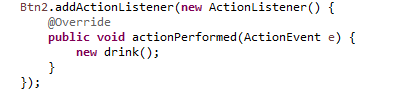 Btn2.addActionListener(new ActionListener() {
    @Override
    public void actionPerformed(ActionEvent e) {
        new drink();
    }
});